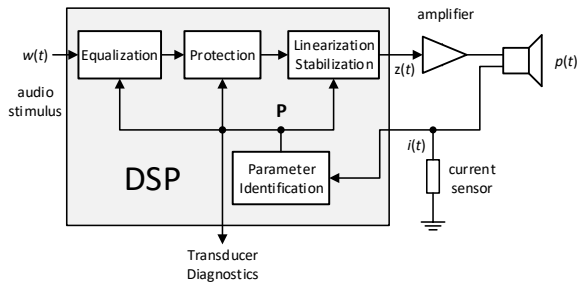 amplifier
w(t)
Equalization
Protection
Linearization
Stabilization
z(t)
p(t)
audio
stimulus
P
i(t)
DSP
Parameter
Identification
current
sensor
Transducer
Diagnostics